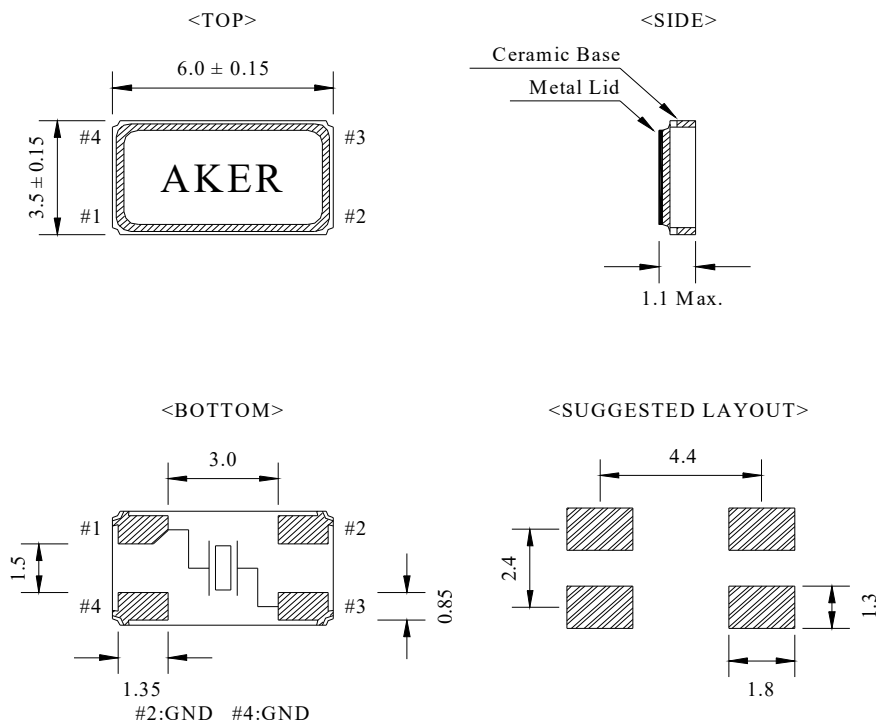 <TOP>
6.0 ± 0.15
3.5 ± 0.15
#4
#3
AKER
#1
#2
<SIDE>
Ceramic Base
Metal Lid
1.1 Max.
<BOTTOM>
3.0
#1
#2
1.5
#4
#3
0.85
1.35
#2:GND #4:GND
<SUGGESTED LAYOUT>
4.4
2.4
1.3
1.8